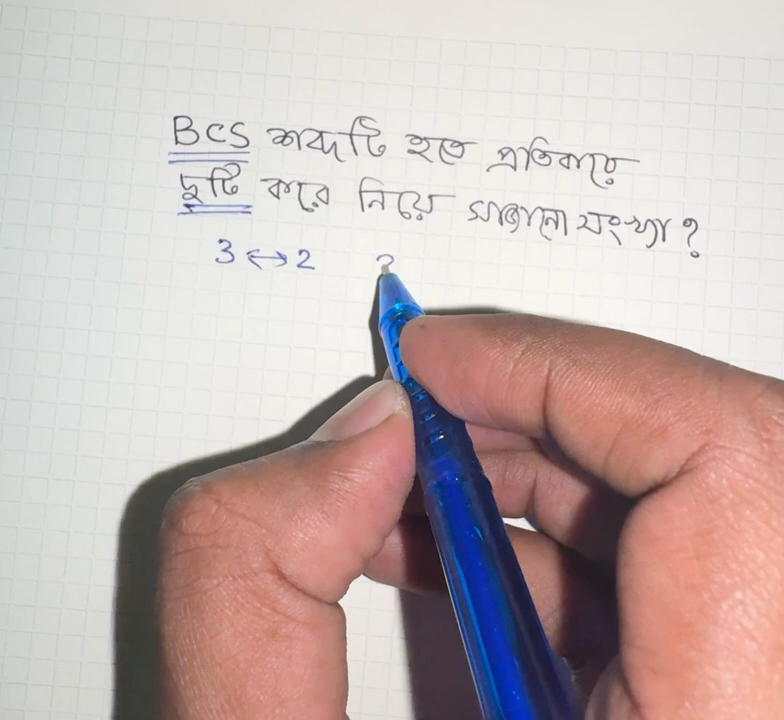 BCS শব্দটি হতে প্রতিবারে
দুটি করে নিয়ে সাজানো সংখ্যা ?
3 ↔ 2